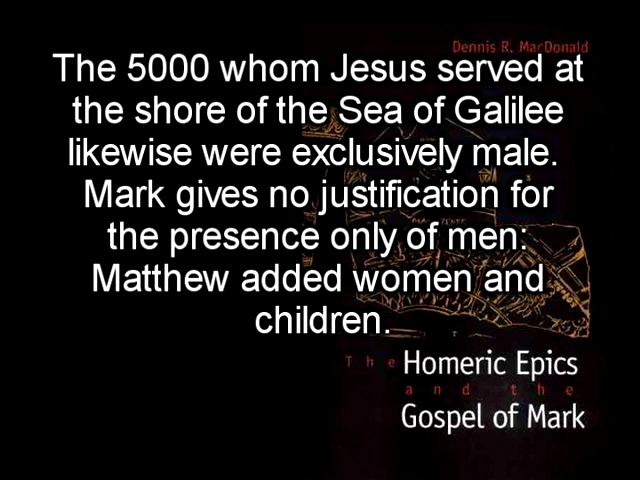 Dennis R. MacDonald
The 5000 whom Jesus served at
the shore of the Sea of Galilee
likewise were exclusively male.
Mark gives no justification for
the presence only of men:
Matthew added women and
children.
The Homeric Epics
and the
Gospel of Mark